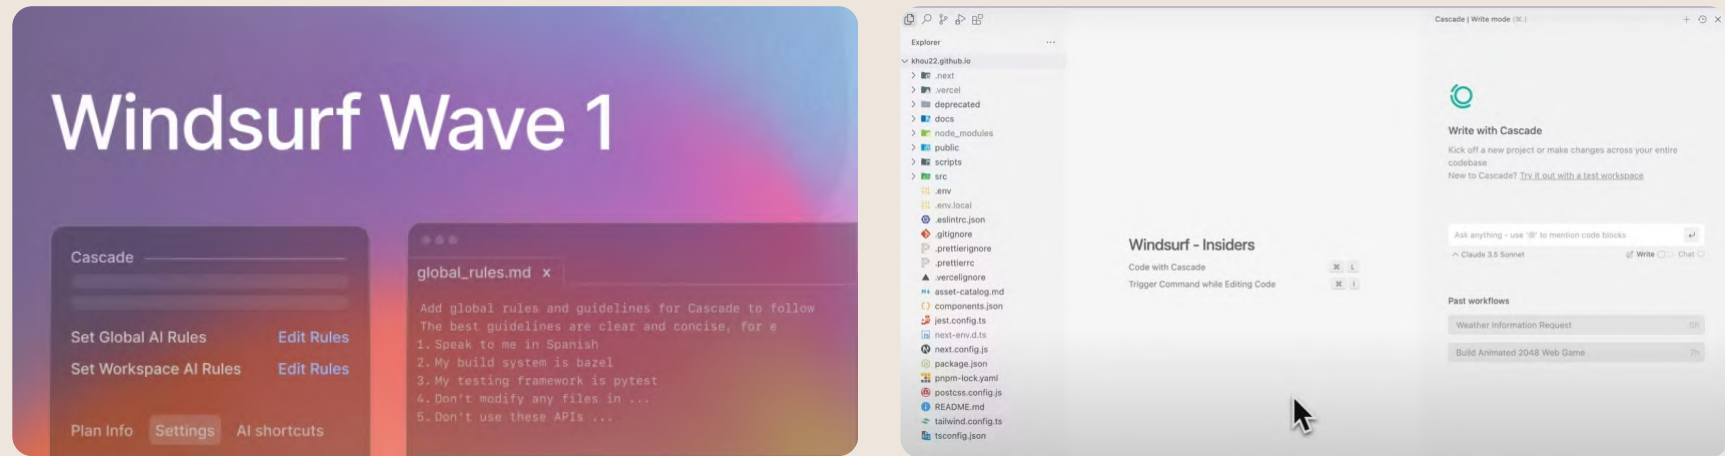 Windsurf Wave 1
Cascade
Set Global AI Rules Edit Rules
Set Workspace AI Rules Edit Rules
Plan Info Settings AI shortcuts
global_rules.md x
Add global rules and guidelines for Cascade to follow
The best guidelines are clear and concise, for e
1. Speak to me in Spanish
2. My build system is bazel
3. My testing framework is pytest
4. Don't modify any files in ...
5. Don't use these APIs ...
Explorer
khou22.github.io
.next
.vercel
deprecated
docs
node_modules
public
scripts
src
.env
.env.local
.eslintrc.json
.gitignore
.prettierignore
.prettierrc
.vercelignore
asset-catalog.md
components.json
jest.config.ts
next-env.d.ts
next.config.js
package.json
pnpm-lock.yaml
postcss.config.js
README.md
tailwind.config.ts
tsconfig.json
Windsurf - Insiders
Code with Cascade ⌘ L
Trigger Command while Editing Code ⌘ I
Cascade | Write mode
Write with Cascade
Kick off a new project or make changes across your entire
codebase
New to Cascade? Try it out with a test workspace
Ask anything - use '@' to mention code blocks
Claude 3.5 Sonnet Write Chat
Past workflows
Weather Information Request
Build Animated 2048 Web Game 7h